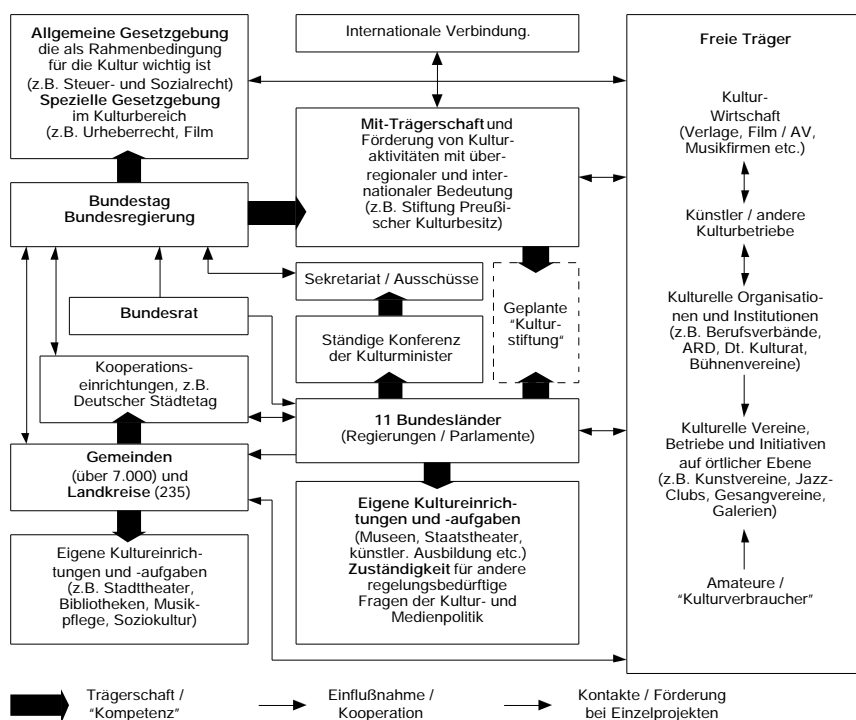 Allgemeine Gesetzgebung
die als Rahmenbedingung
für die Kultur wichtig ist
(z.B. Steuer- und Sozialrecht)
Spezielle Gesetzgebung
im Kulturbereich
(z.B. Urheberrecht, Film
Bundestag
Bundesregierung
Bundesrat
Kooperations-
einrichtungen, z.B.
Deutscher Städtetag
Gemeinden
(über 7.000) und
Landkreise (235)
Eigene Kultureinrich-
tungen und -aufgaben
(z.B. Stadttheater,
Bibliotheken, Musik-
pflege, Soziokultur)
Internationale Verbindung.
Mit-Trägerschaft und
Förderung von Kultur-
aktivitäten mit über-
regionaler und inter-
nationaler Bedeutung
(z.B. Stiftung Preußi-
scher Kulturbesitz)
Sekretariat / Ausschüsse
Ständige Konferenz
der Kulturminister
Geplante
"Kultur-
stiftung"
11 Bundesländer
(Regierungen / Parlamente)
Eigene Kultureinrich-
tungen und -aufgaben
(Museen, Staatstheater,
künstler. Ausbildung etc.)
Zuständigkeit für andere
regelungsbedürftige
Fragen der Kultur- und
Medienpolitik
Freie Träger
Kultur-
Wirtschaft
(Verlage, Film / AV,
Musikfirmen etc.)
Künstler / andere
Kulturbetriebe
Kulturelle Organisatio-
nen und Institutionen
(z.B. Berufsverbände,
ARD, Dt. Kulturat,
Bühnenvereine)
Kulturelle Vereine,
Betriebe und Initiativen
auf örtlicher Ebene
(z.B. Kunstvereine, Jazz-
Clubs, Gesangvereine,
Galerien)
Amateure /
"Kulturverbraucher"
Trägerschaft /
"Kompetenz"
Einflußnahme /
Kooperation
Kontakte / Förderung
bei Einzelprojekten